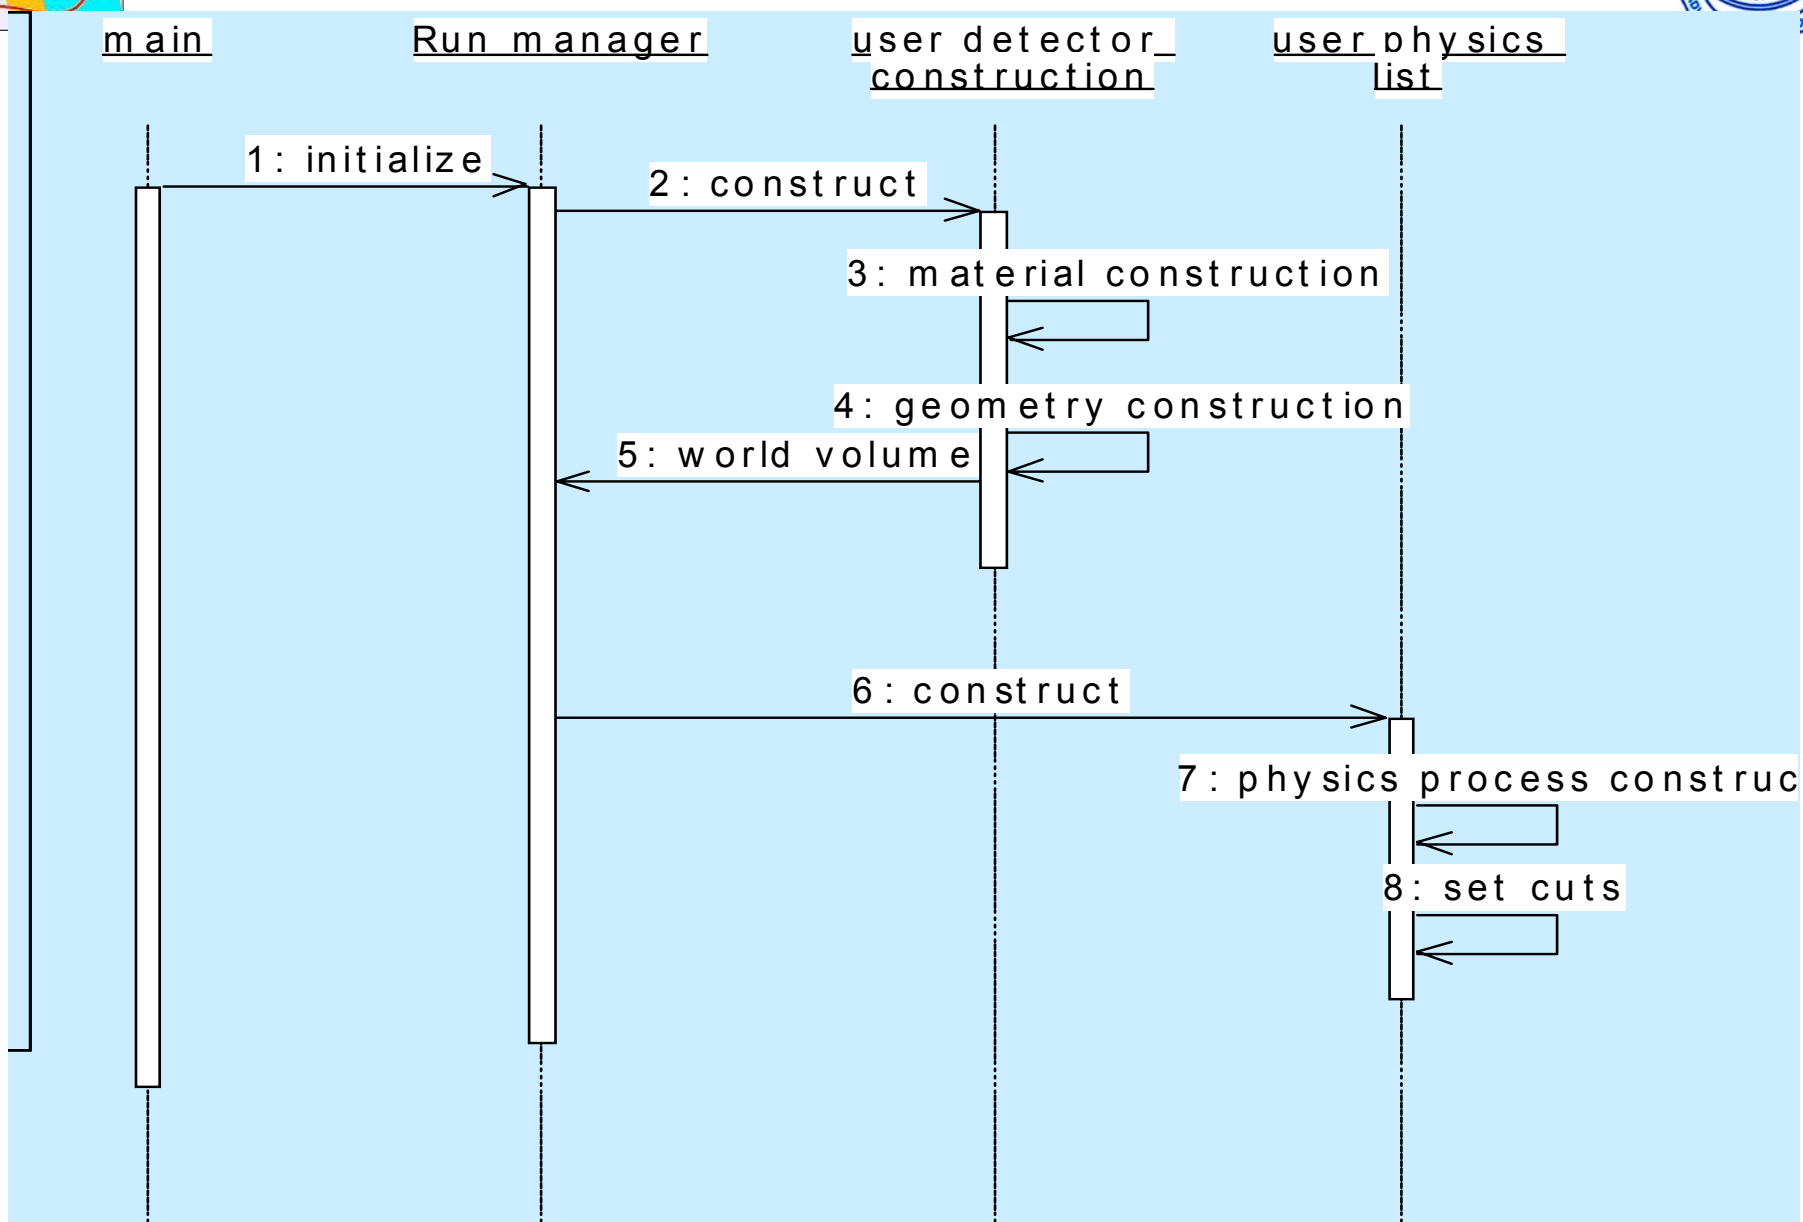 main
Run manager
user detector
construction
user physics
list
1: initialize
2: construct
3: material construction
4: geometry construction
5: world volume
6: construct
7: physics process construc
8: set cuts